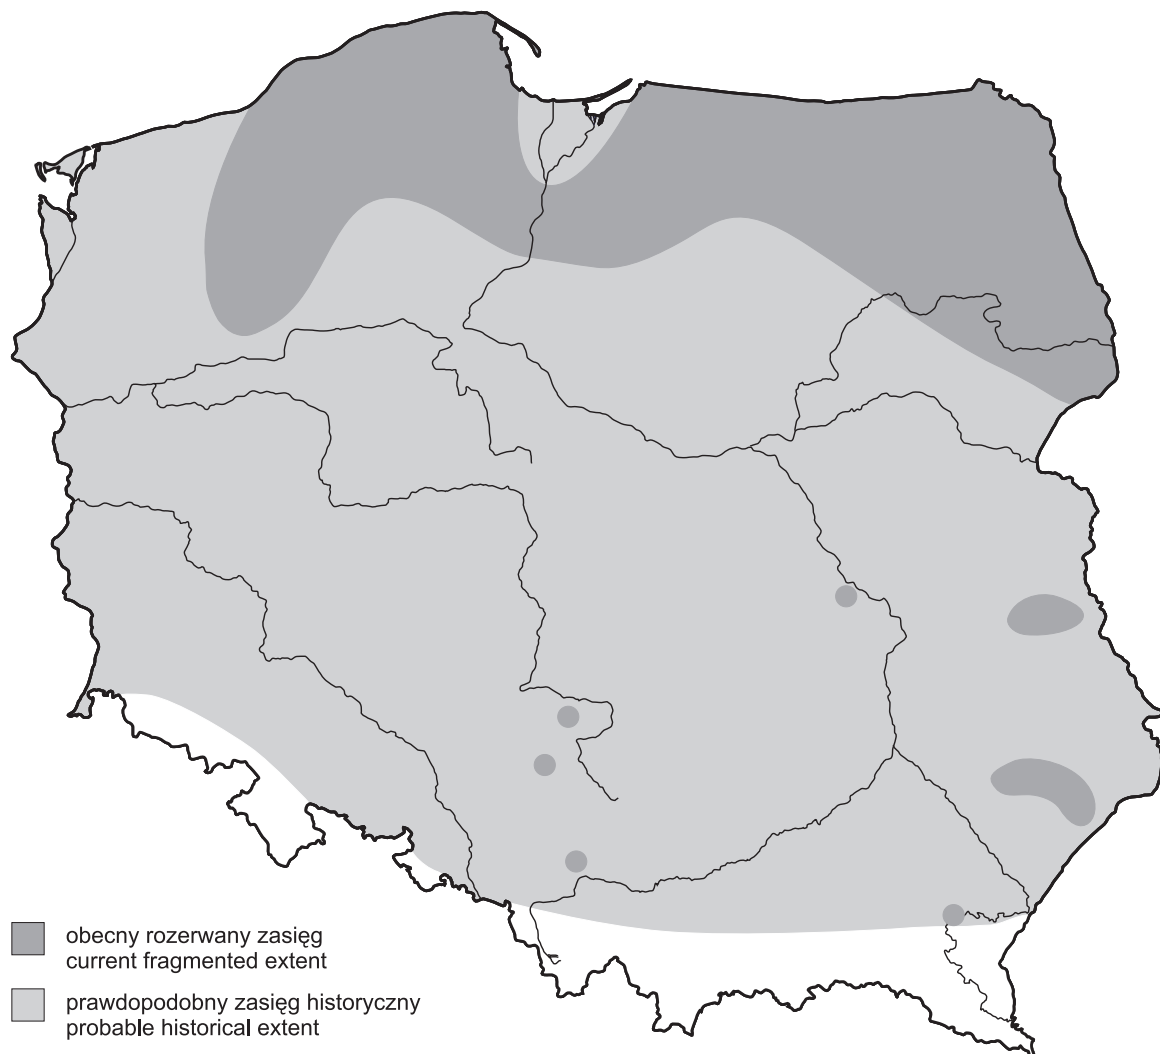 obecny rozerwany zasięg
current fragmented extent
prawdopodobny zasięg historyczny
probable historical extent